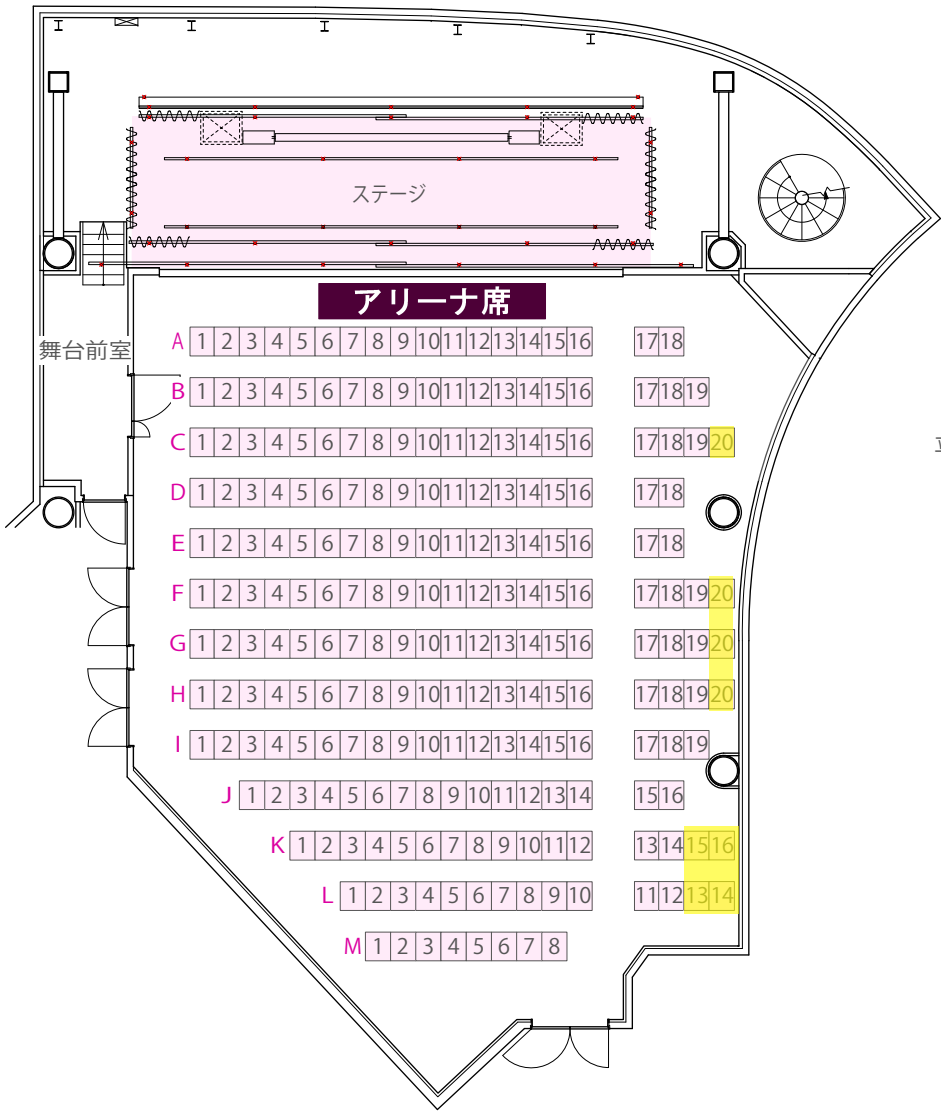 ステージ
アリーナ席
舞台前室
A 1 2 3 4 5 6 7 8 9 10 11 12 13 14 15 16 17 18
B 1 2 3 4 5 6 7 8 9 10 11 12 13 14 15 16 17 18 19
C 1 2 3 4 5 6 7 8 9 10 11 12 13 14 15 16 17 18 19 20
D 1 2 3 4 5 6 7 8 9 10 11 12 13 14 15 16 17 18
E 1 2 3 4 5 6 7 8 9 10 11 12 13 14 15 16 17 18
F 1 2 3 4 5 6 7 8 9 10 11 12 13 14 15 16 17 18 19 20
G 1 2 3 4 5 6 7 8 9 10 11 12 13 14 15 16 17 18 19 20
H 1 2 3 4 5 6 7 8 9 10 11 12 13 14 15 16 17 18 19 20
I 1 2 3 4 5 6 7 8 9 10 11 12 13 14 15 16 17 18 19
J 1 2 3 4 5 6 7 8 9 10 11 12 13 14 15 16
K 1 2 3 4 5 6 7 8 9 10 11 12 13 14 15 16
L 1 2 3 4 5 6 7 8 9 10 11 12 13 14
M 1 2 3 4 5 6 7 8